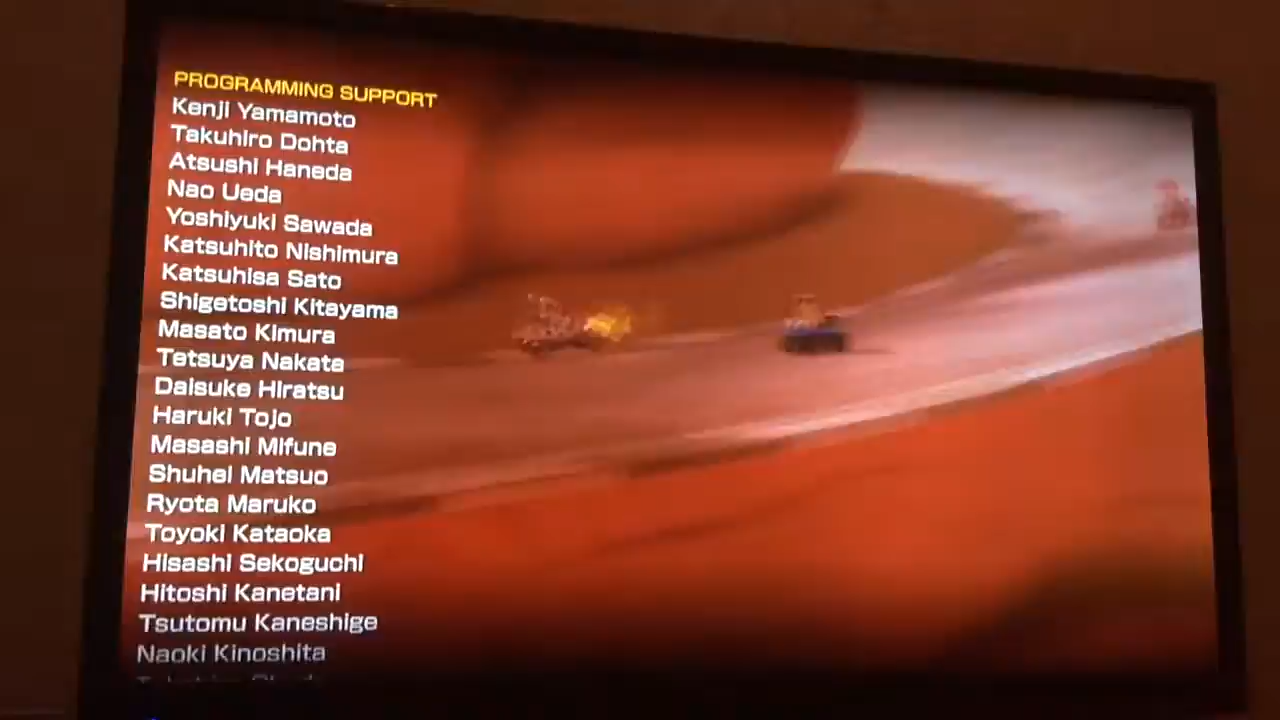 PROGRAMMING SUPPORT
Kenji Yamamoto
Takuhiro Dohta
Atsushi Haneda
Nao Ueda
Yoshiyuki Sawada
Katsuhito Nishimura
Katsuhisa Sato
Shigetoshi Kitayama
Masato Kimura
Tetsuya Nakata
Daisuke Hiratsu
Haruki Tojo
Masashi Mifune
Shuhei Matsuo
Ryota Maruko
Toyoki Kataoka
Hisashi Sekoguchi
Hitoshi Kanetani
Tsutomu Kaneshige
Naoki Kinoshita